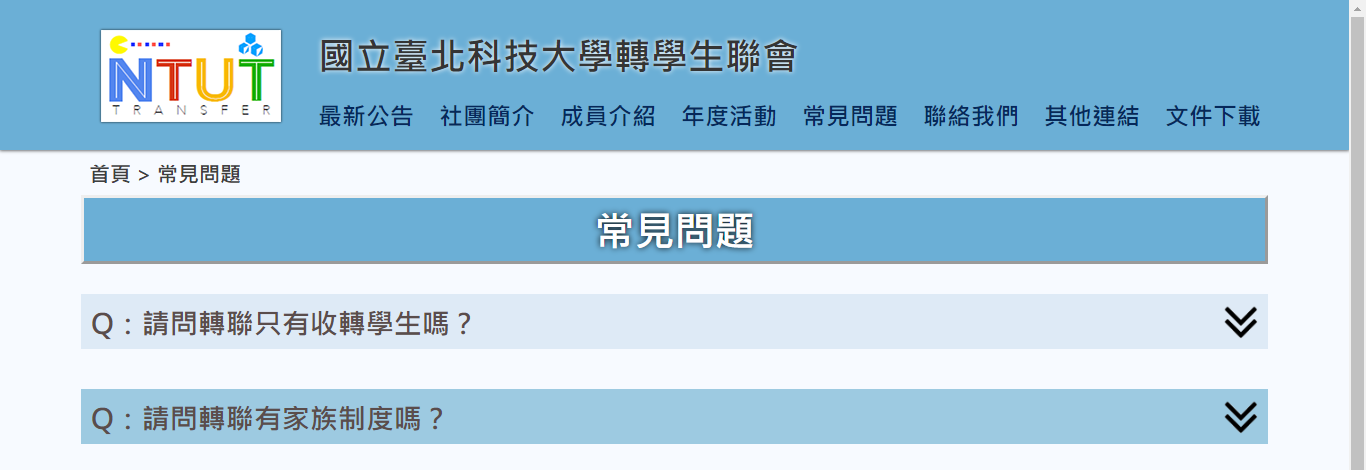 NTUT
TRANSFER
國立臺北科技大學轉學生聯會
最新公告 社團簡介 成員介紹 年度活動 常見問題 聯絡我們 其他連結 文件下載
首頁 > 常見問題
常見問題
Q：請問轉聯只有收轉學生嗎？
Q：請問轉聯有家族制度嗎？